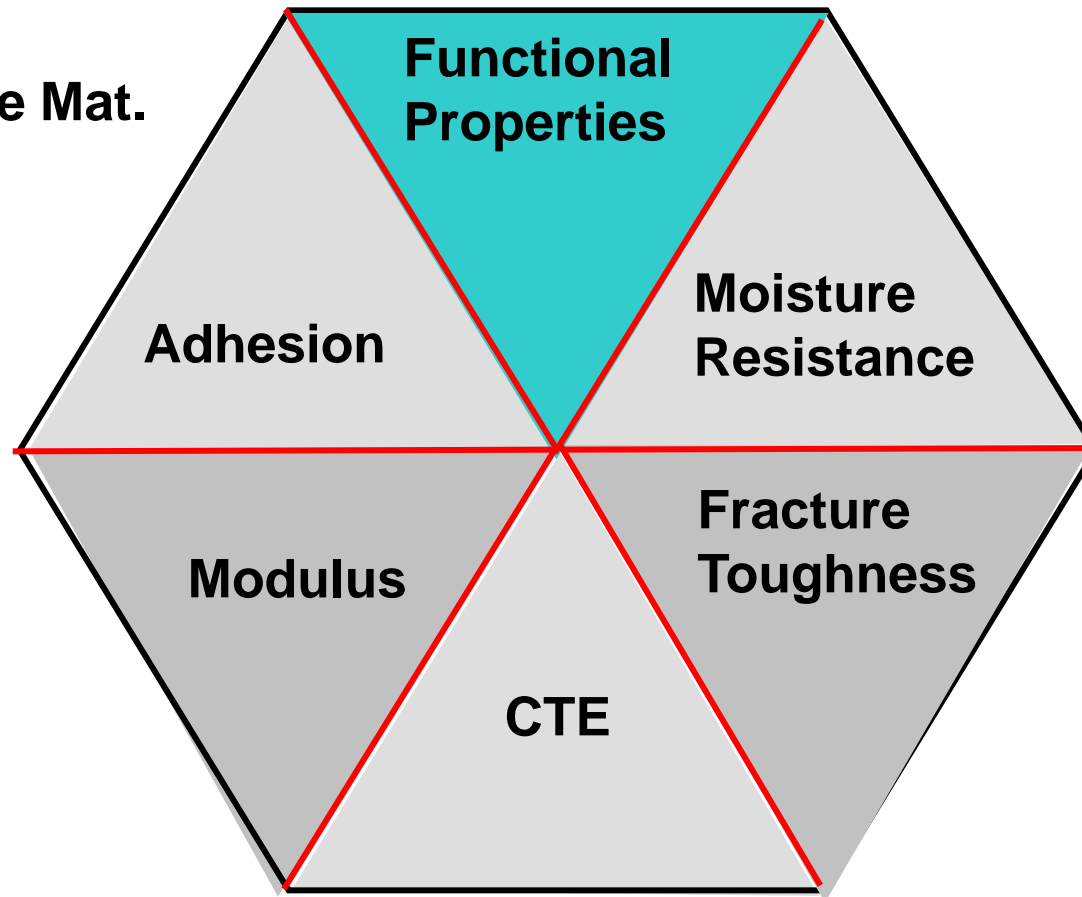 Functional
Properties
e Mat.
Moisture
Resistance
Adhesion
Fracture
Toughness
Modulus
CTE